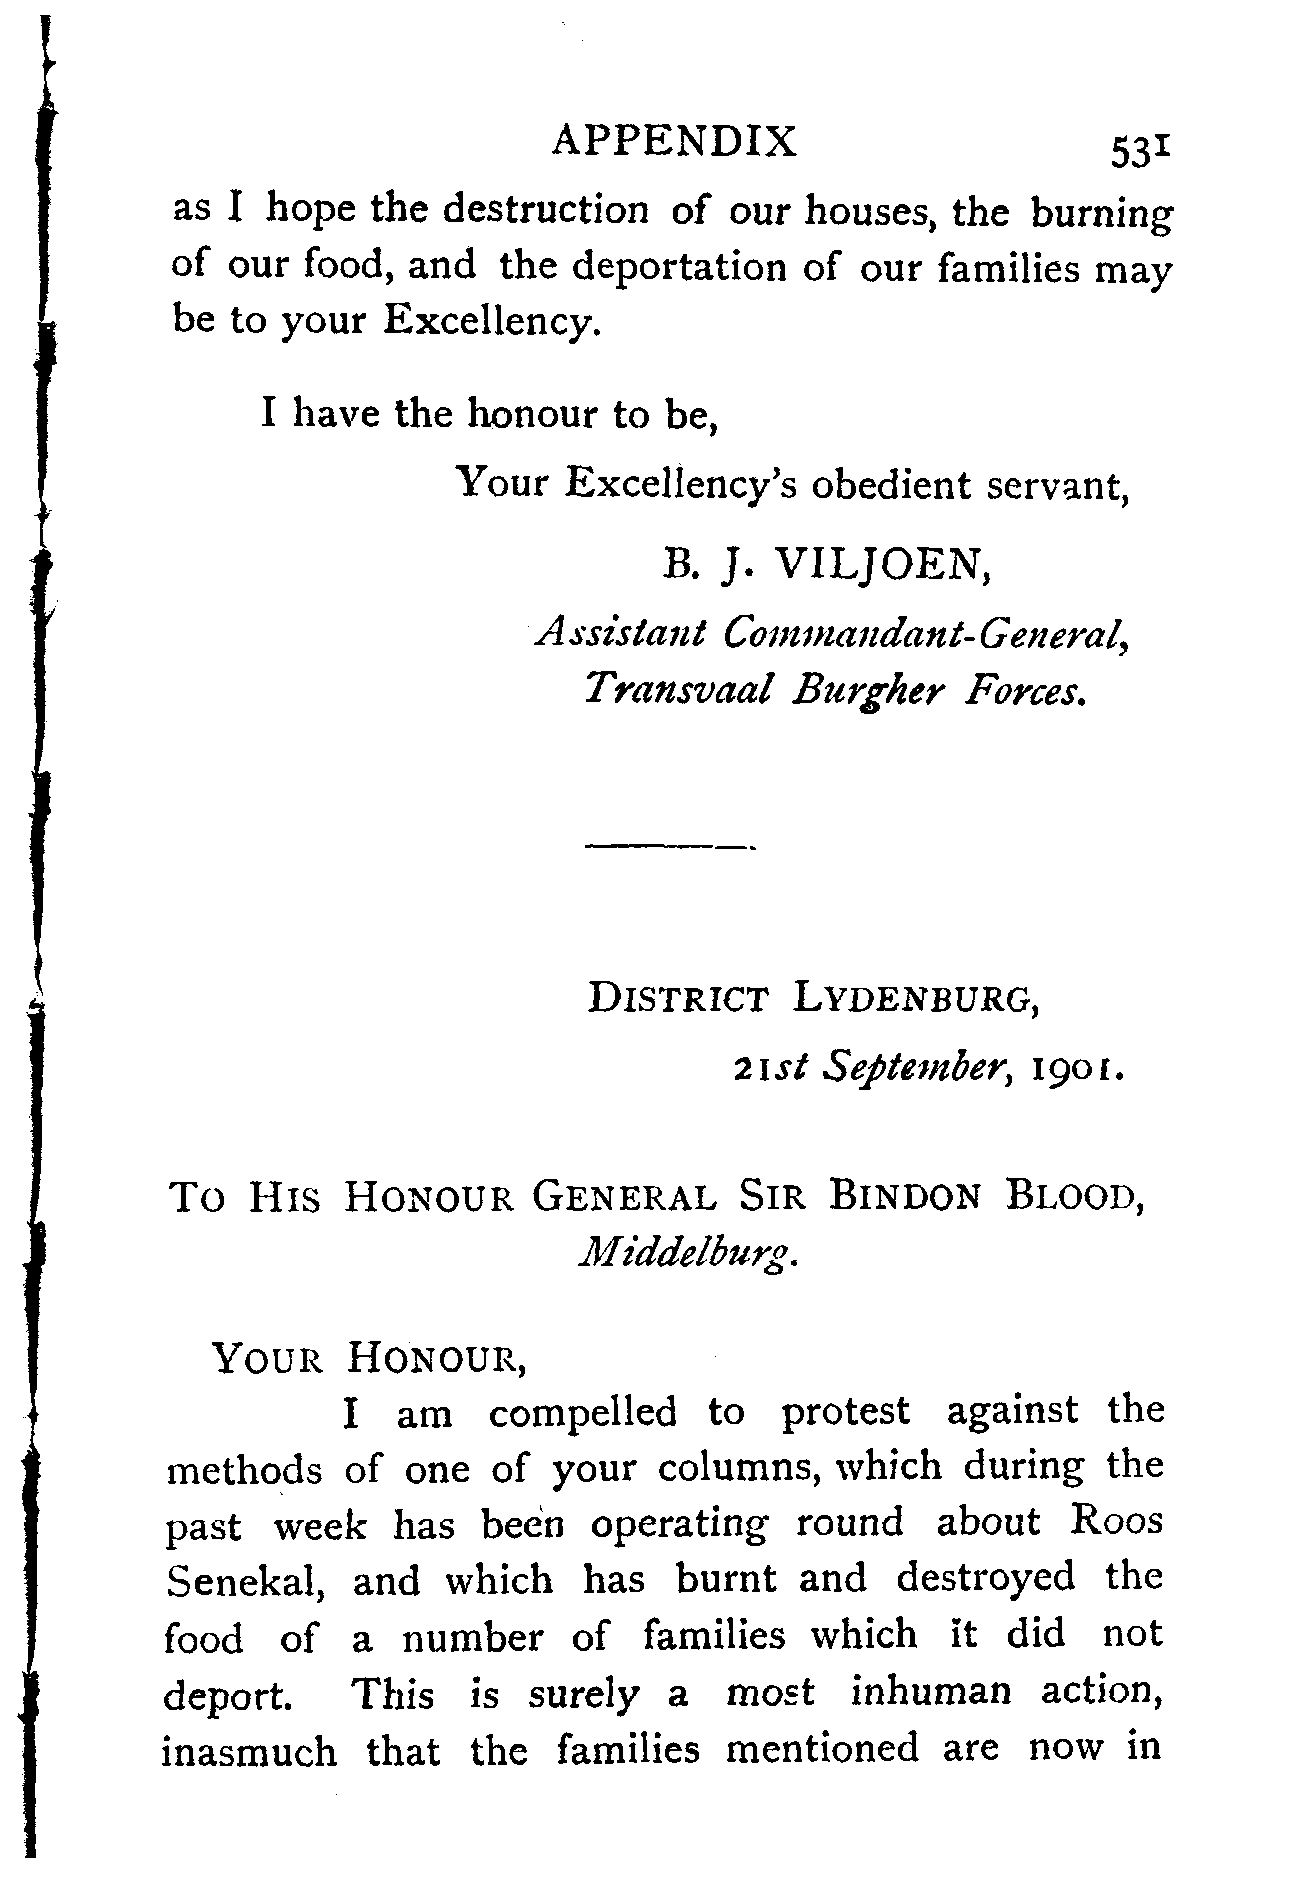 APPENDIX 531
as I hope the destruction of our houses, the burning
of our food, and the deportation of our families may
be to your Excellency.
I have the honour to be,
Your Excellency's obedient servant,
B. J. VILJOEN,
Assistant Commandant-General,
Transvaal Burgher Forces.
DISTRICT LYDENBURG,
21st September, 1901.
TO HIS HONOUR GENERAL SIR BINDON BLOOD,
Middelburg.
YOUR HONOUR,
I am compelled to protest against the
methods of one of your columns, which during the
past week has been operating round about Roos
Senekal, and which has burnt and destroyed the
food of a number of families which it did not
deport. This is surely a most inhuman action,
inasmuch that the families mentioned are now in